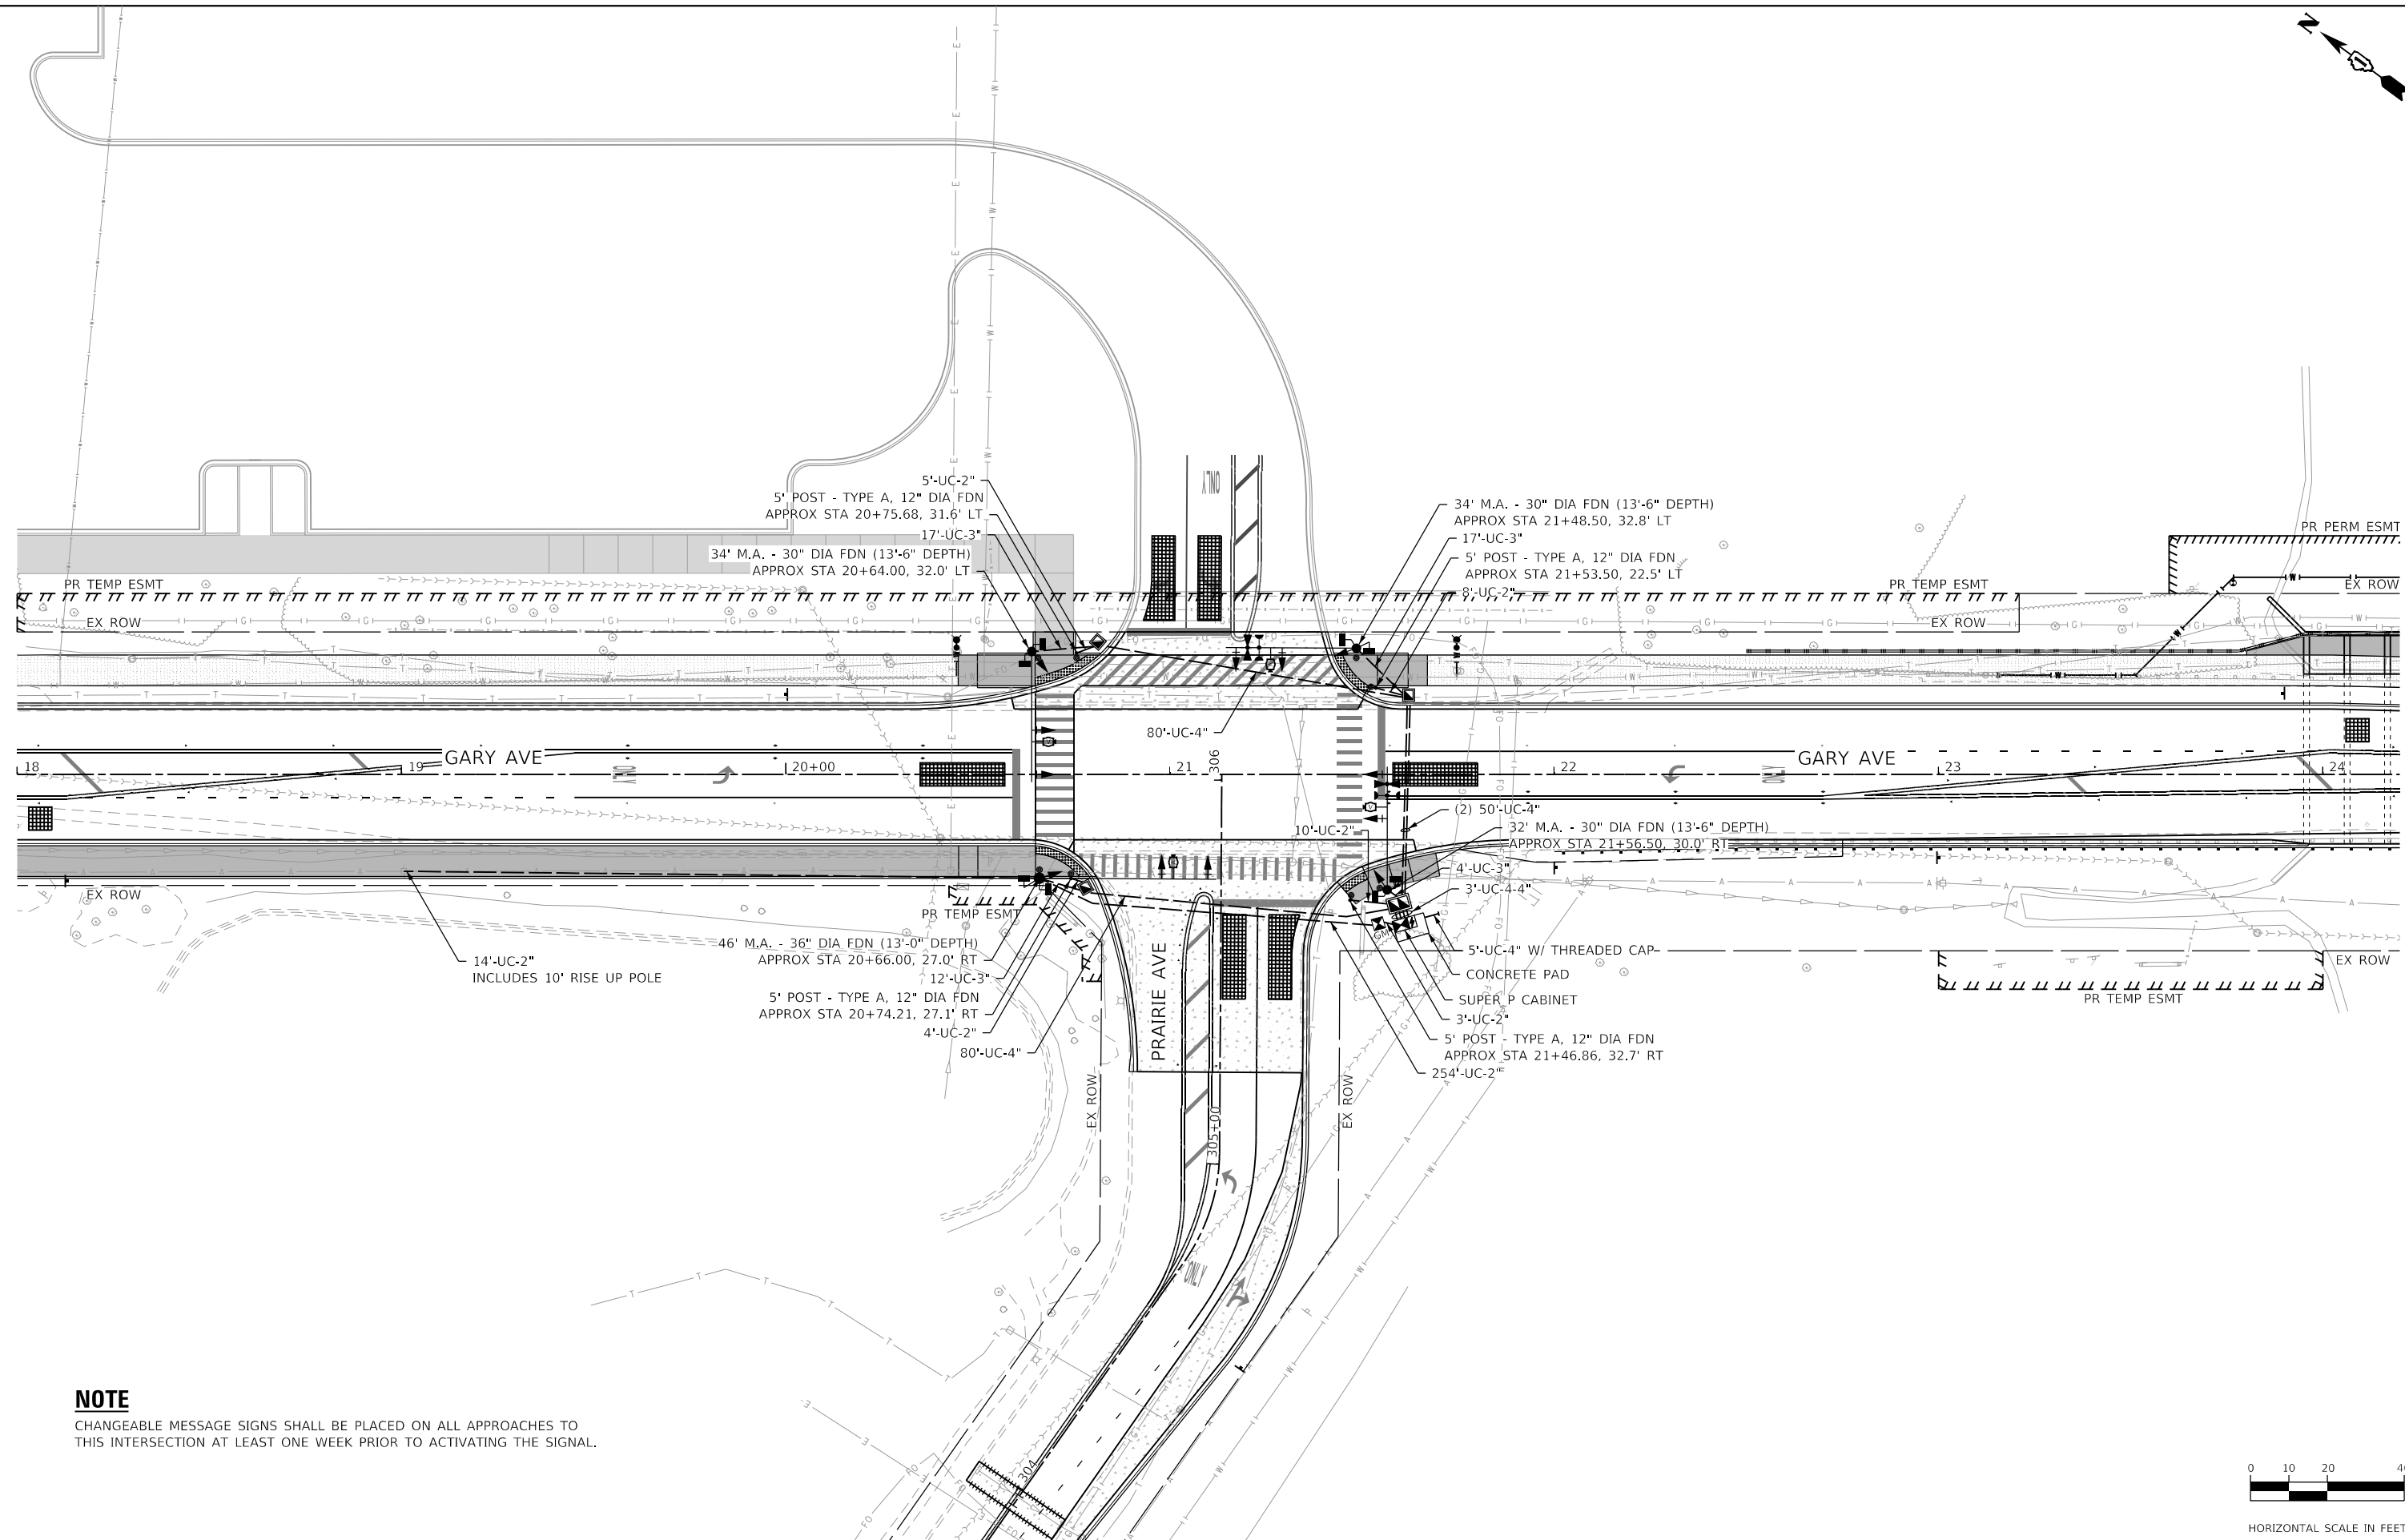 N
5'-UC-2"
5' POST - TYPE A, 12" DIA FDN
APPROX STA 20+75.68, 31.6' LT
17'-UC-3"
34' M.A. - 30" DIA FDN (13'-6" DEPTH)
APPROX STA 20+64.00, 32.0' LT
ONLY
34' M.A. - 30" DIA FDN (13'-6" DEPTH)
APPROX STA 21+48.50, 32.8' LT
17'-UC-3"
5' POST - TYPE A, 12" DIA FDN
APPROX STA 21+53.50, 22.5' LT
8'-UC-2"
PR PERM ESMT
PR TEMP ESMT
EX ROW
PR TEMP ESMT
EX ROW
EX ROW
80'-UC-4"
GARY AVE
GARY AVE
18
19
20+00
21
306
22
23
24
(2) 50'-UC-4"
10'-UC-2"
32' M.A. - 30" DIA FDN (13'-6" DEPTH)
APPROX STA 21+56.50, 30.0' RT
4'-UC-3"
3'-UC-4-4"
EX ROW
PR TEMP ESMT
46' M.A. - 36" DIA FDN (13'-0" DEPTH)
APPROX STA 20+66.00, 27.0' RT
12'-UC-3"
5' POST - TYPE A, 12" DIA FDN
APPROX STA 20+74.21, 27.1' RT
4'-UC-2"
80'-UC-4"
14'-UC-2"
INCLUDES 10' RISE UP POLE
PRAIRIE AVE
GM
5'-UC-4" W/ THREADED CAP
CONCRETE PAD
SUPER P CABINET
3'-UC-2"
5' POST - TYPE A, 12" DIA FDN
APPROX STA 21+46.86, 32.7' RT
254'-UC-2"
EX ROW
PR TEMP ESMT
EX ROW
EX ROW
305+00
ONLY
304
NOTE
CHANGEABLE MESSAGE SIGNS SHALL BE PLACED ON ALL APPROACHES TO
THIS INTERSECTION AT LEAST ONE WEEK PRIOR TO ACTIVATING THE SIGNAL.
0 10 20
HORIZONTAL SCALE IN FEET